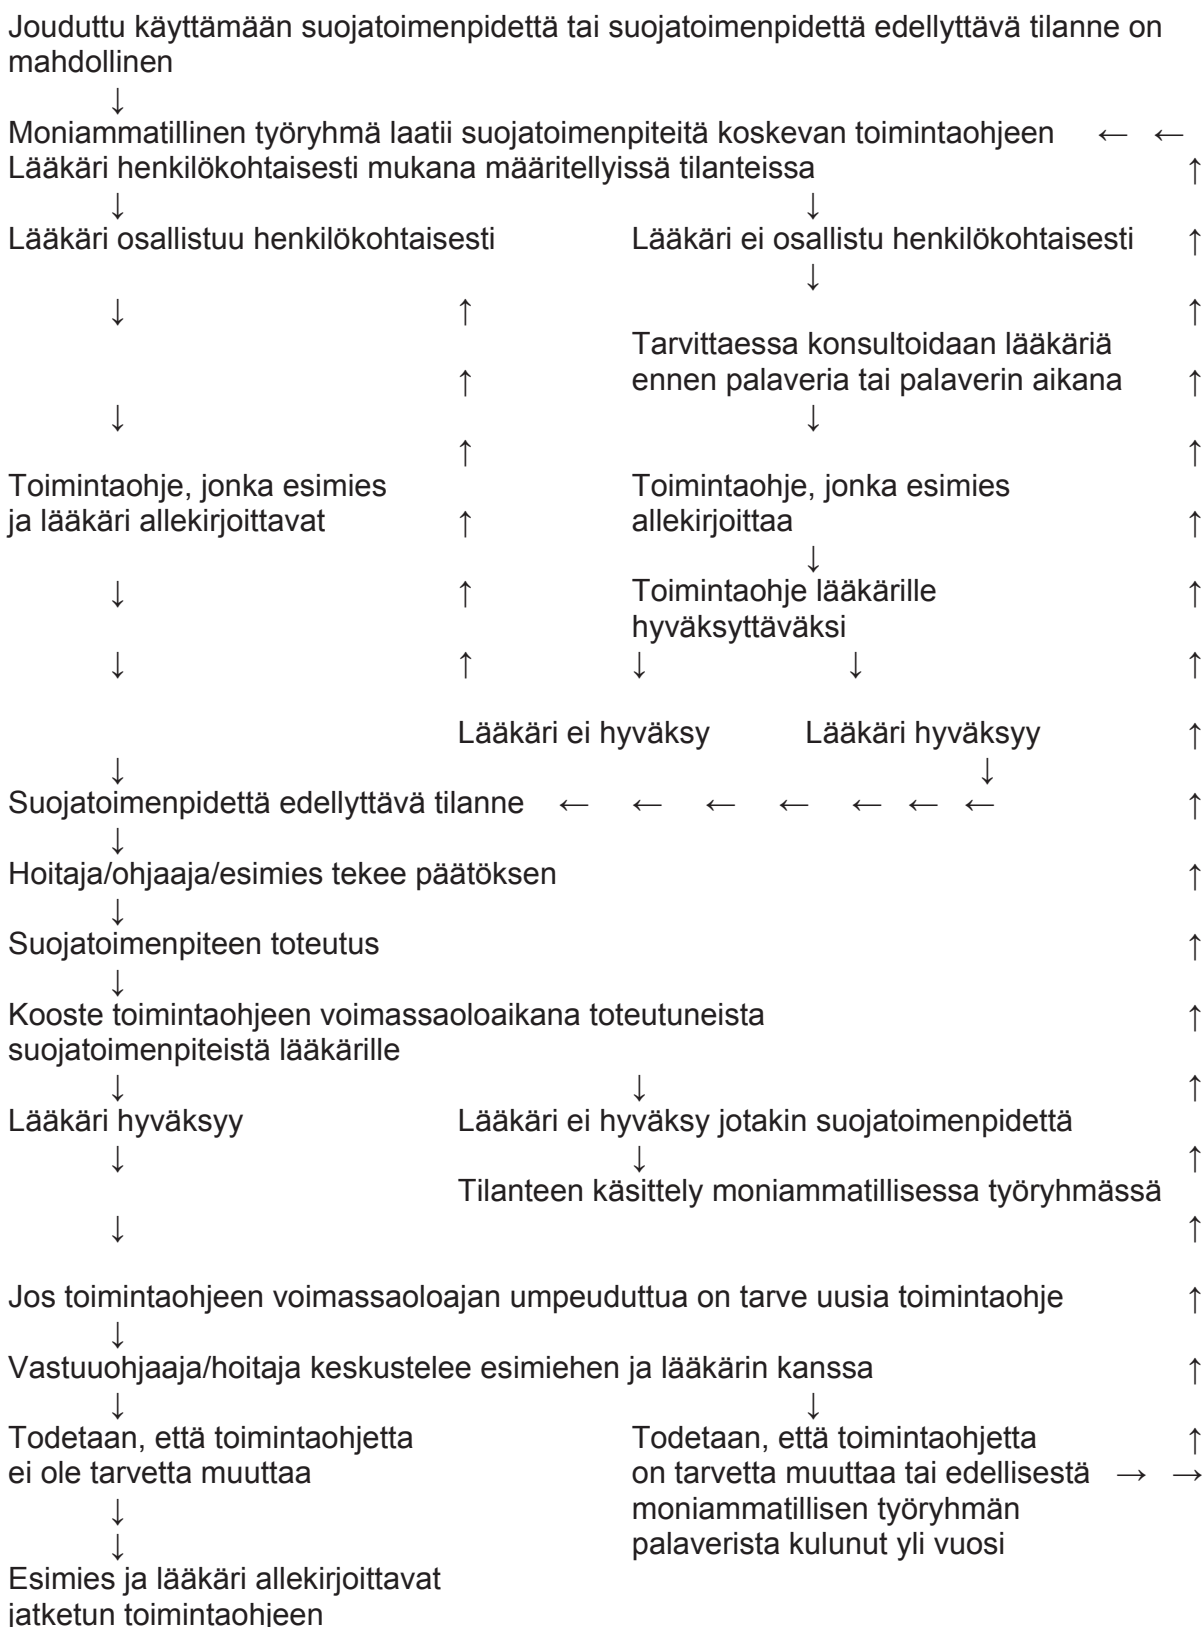 Jouduttu käyttämään suojatoimenpidettä tai suojatoimenpidettä edellyttävä tilanne on
mahdollinen
↓
Moniammatillinen työryhmä laatii suojatoimenpiteitä koskevan toimintaohjeen ← ←
Lääkäri henkilökohtaisesti mukana määritellyissä tilanteissa ↑
↓ ↓
Lääkäri osallistuu henkilökohtaisesti Lääkäri ei osallistu henkilökohtaisesti ↑
↓
↓ ↑ ↑
Tarvittaessa konsultoidaan lääkäriä
↑ ennen palaveria tai palaverin aikana ↑
↓ ↓
↑ ↑
Toimintaohje, jonka esimies Toimintaohje, jonka esimies
ja lääkäri allekirjoittavat ↑ allekirjoittaa ↑
↓
↓ ↑ Toimintaohje lääkärille ↑
hyväksyttäväksi
↓ ↑ ↓ ↓ ↑
Lääkäri ei hyväksy Lääkäri hyväksyy ↑
↓ ↓
Suojatoimenpidettä edellyttävä tilanne ← ← ← ← ← ← ← ↑
↓
Hoitaja/ohjaaja/esimies tekee päätöksen ↑
↓
Suojatoimenpiteen toteutus ↑
↓
Kooste toimintaohjeen voimassaoloaikana toteutuneista ↑
suojatoimenpiteistä lääkärille
↓ ↓ ↑
Lääkäri hyväksyy Lääkäri ei hyväksy jotakin suojatoimenpidettä
↓ ↓ ↑
Tilanteen käsittely moniammatillisessa työryhmässä
↓ ↑
Jos toimintaohjeen voimassaoloajan umpeuduttua on tarve uusia toimintaohje ↑
↓
Vastuuohjaaja/hoitaja keskustelee esimiehen ja lääkärin kanssa ↑
↓ ↓
Todetaan, että toimintaohjetta Todetaan, että toimintaohjetta ↑
ei ole tarvetta muuttaa on tarvetta muuttaa tai edellisestä → →
↓ moniammatillisen työryhmän
↓ palaverista kulunut yli vuosi
Esimies ja lääkäri allekirjoittavat
jatketun toimintaohjeen